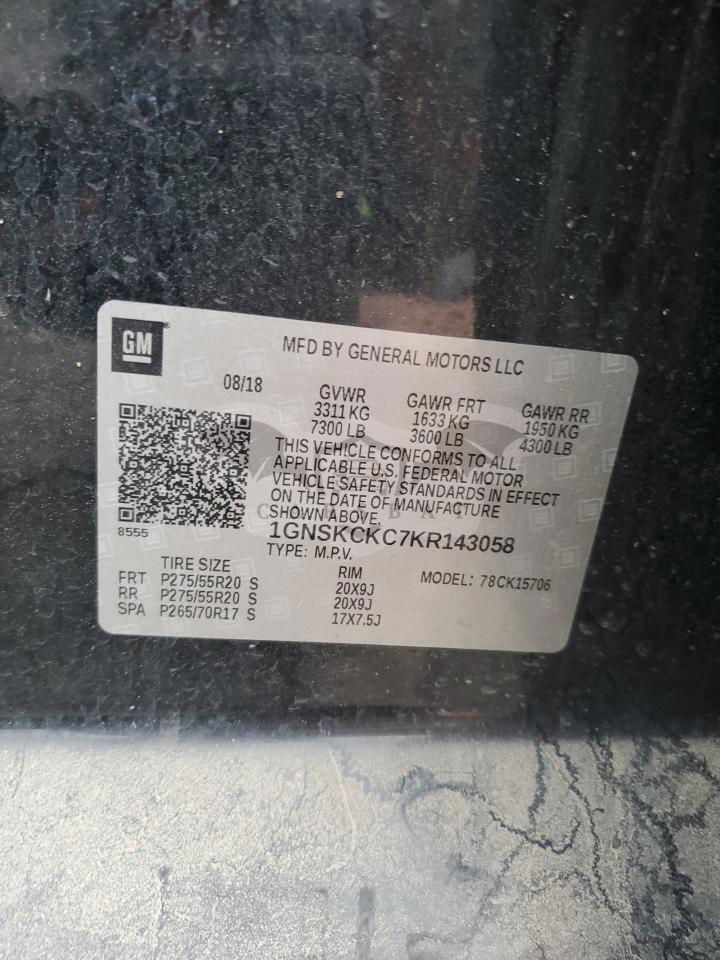 GM
MFD BY GENERAL MOTORS LLC
08/18
GVWR GAWR FRT GAWR RR
3311 KG 1633 KG 1950 KG
7300 LB 3600 LB 4300 LB
THIS VEHICLE CONFORMS TO ALL
APPLICABLE U.S. FEDERAL MOTOR
VEHICLE SAFETY STANDARDS IN EFFECT
ON THE DATE OF MANUFACTURE
SHOWN ABOVE.
8555
1GNSKCKC7KR143058
TYPE: M.P.V.
TIRE SIZE RIM MODEL: 78CK15706
FRT P275/55R20 S 20X9J
RR P275/55R20 S 20X9J
SPA P265/70R17 S 17X7.5J